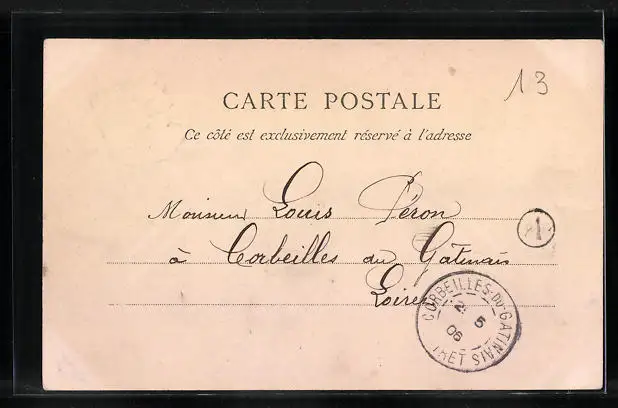 13
CARTE POSTALE
Ce côté est exclusivement réservé à l'adresse
Monsieur Louis Péron
à Corbeilles du Gâtinais
Loiret
CORBEILLES-DU-GATINAIS
5
06